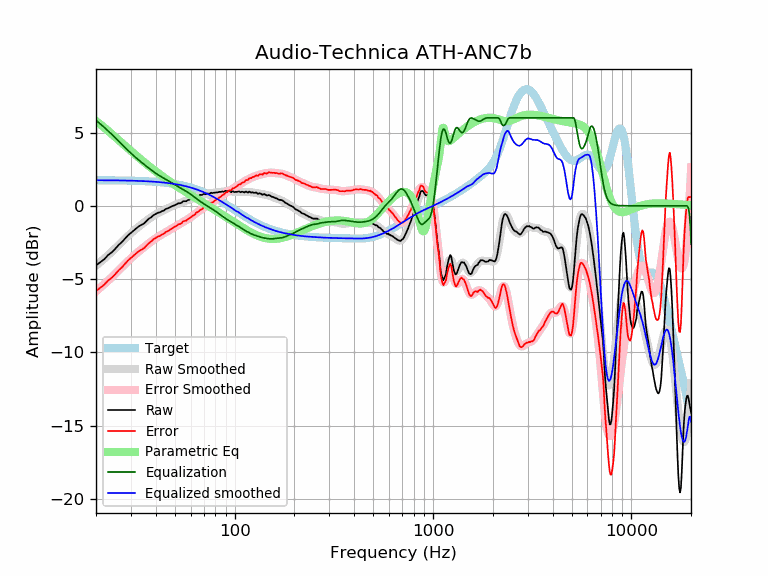 Audio-Technica ATH-ANC7b
Amplitude (dBr)
5
0
−5
−10
−15
−20
Target
Raw Smoothed
Error Smoothed
Raw
Error
Parametric Eq
Equalization
Equalized smoothed
100
1000
10000
Frequency (Hz)